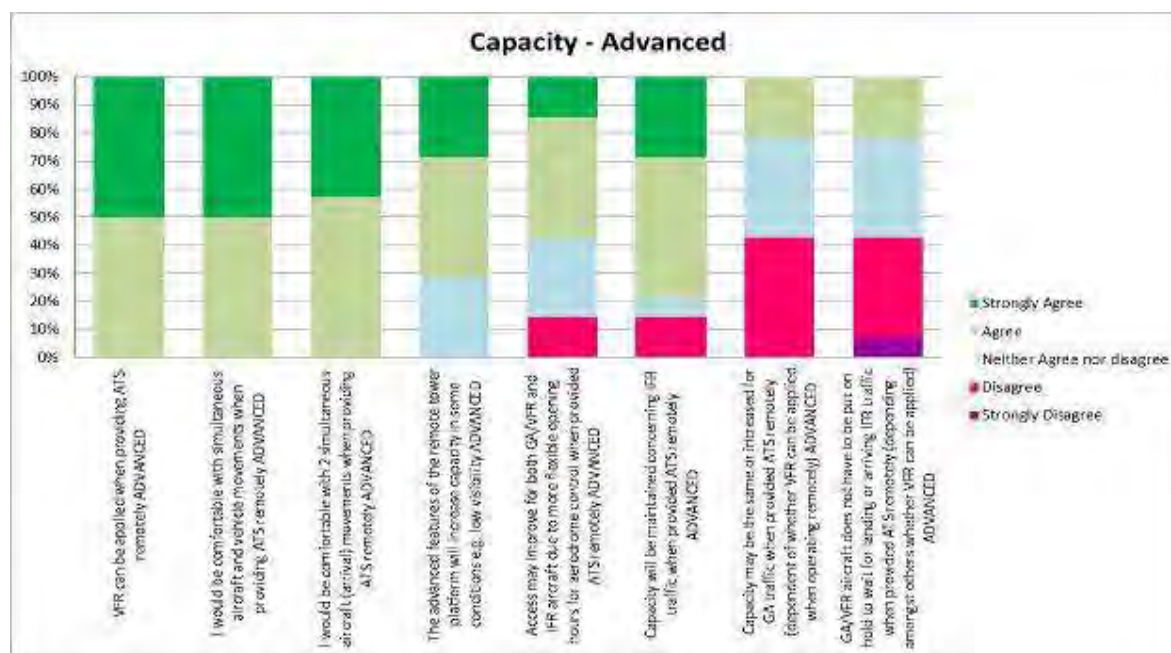 Capacity - Advanced
100%
90%
80%
70%
60%
50%
40%
30%
20%
10%
0%
VFR can be applied when providing ATS
remotely ADVANCED
I would be comfortable with simultaneous
aircraft and vehicle movements when
providing ATS remotely ADVANCED
I would be comfortable with 2 simultaneous
aircraft (arrival) movements when providing
ATS remotely ADVANCED
The advanced features of the remote tower
platform will increase capacity in some
conditions e.g. low visibility ADVANCED
Access may improve for both GA/VFR and
IFR aircraft due to more flexible opening
hours for aerodrome control when provided
ATS remotely ADVANCED
Capacity will be maintained concerning IFR
traffic when provided ATS remotely
ADVANCED
Capacity may be the same or increased for
GA traffic when provided ATS remotely
(dependent of whether VFR can be applied
when operating remotely) ADVANCED
GA/VFR aircraft does not have to be put on
hold to wait for landing or arriving IFR traffic
when provided ATS remotely (depending
amongst others whether VFR can be applied)
ADVANCED
Strongly Agree
Agree
Neither Agree nor disagree
Disagree
Strongly Disagree